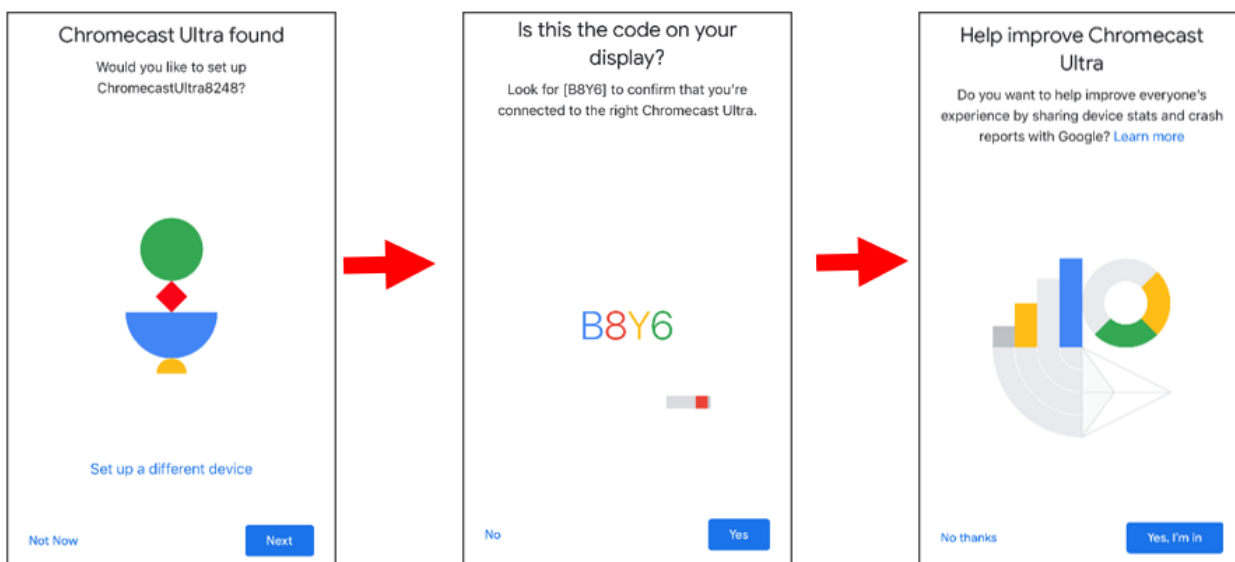 Chromecast Ultra found
Would you like to set up
ChromecastUltra8248?
Set up a different device
Not Now
Next
Is this the code on your
display?
Look for [B8Y6] to confirm that you're
connected to the right Chromecast Ultra.
B8Y6
No
Yes
Help improve Chromecast
Ultra
Do you want to help improve everyone's
experience by sharing device stats and crash
reports with Google? Learn more
No thanks
Yes, I'm in